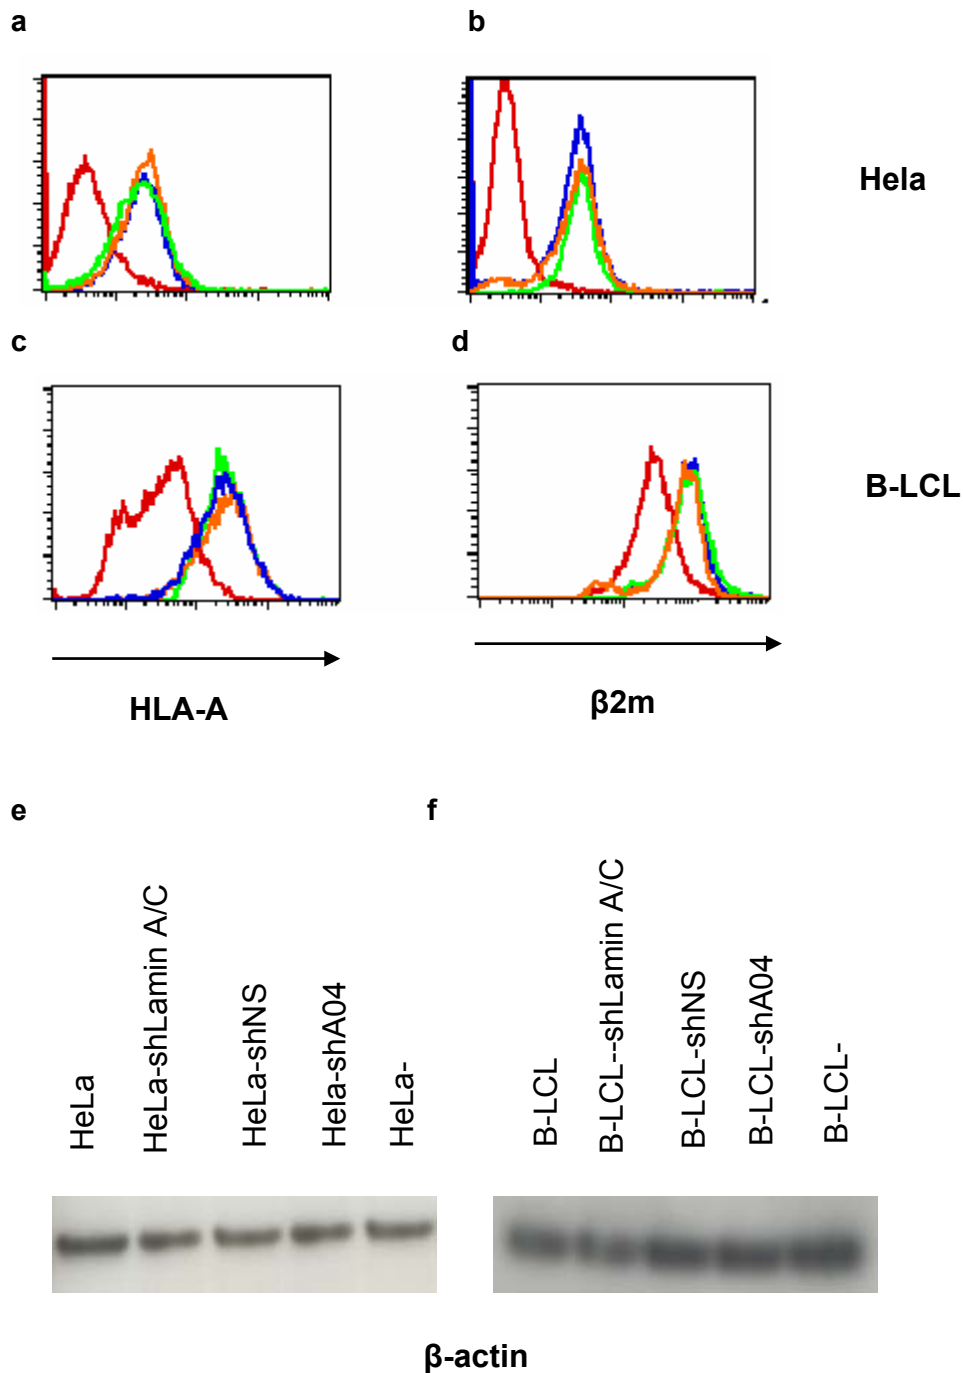 a
b
Hela
c
d
B-LCL
HLA-A
β2m
e
f
HeLa
HeLa-shLamin A/C
HeLa-shNS
Hela-shA04
HeLa-
B-LCL
B-LCL--shLamin A/C
B-LCL-shNS
B-LCL-shA04
B-LCL-
β-actin